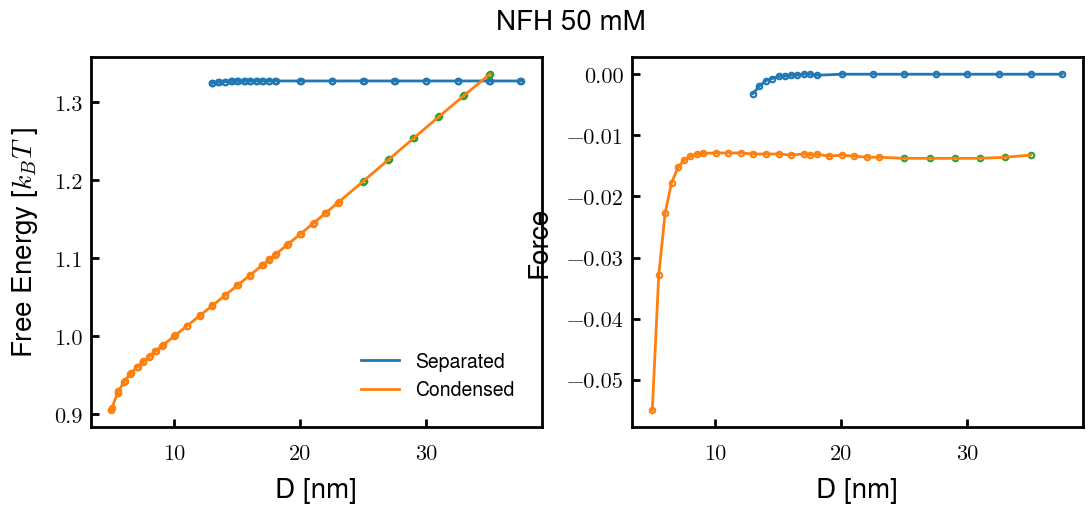 NFH 50 mM
Free Energy [$k_BT$]
1.3
1.2
1.1
1.0
0.9
10
20
30
D [nm]
Separated
Condensed
Force
0.00
−0.01
−0.02
−0.03
−0.04
−0.05
10
20
30
D [nm]